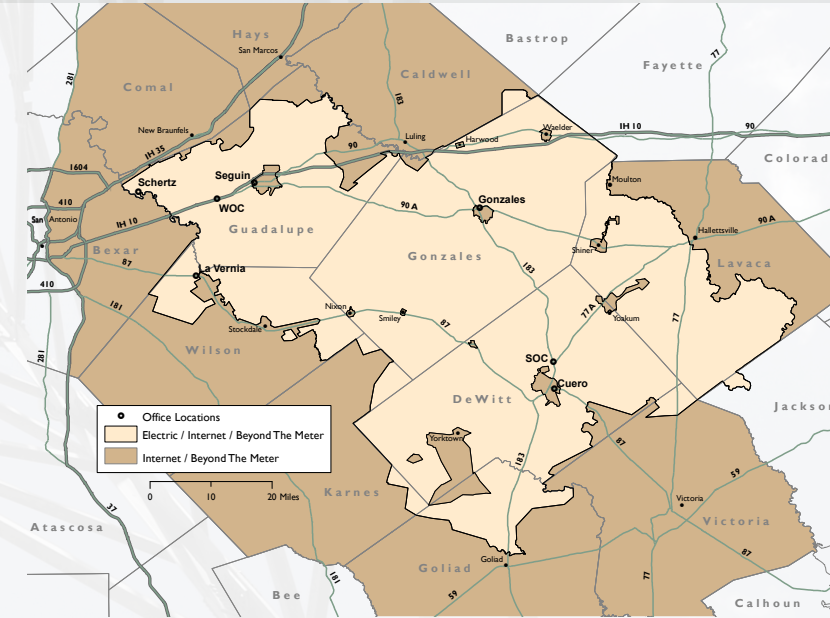 Hays
Bastrop
San Marcos
77
Fayette
281
Comal
Caldwell
183
New Braunfels
Luling
Harwood
Waelder
IH 10
90
IH 35
90
1604
Colorad
Schertz
Seguin
Moulton
410
WOC
90 A
Gonzales
San Antonio
IH 10
Guadalupe
Hallettsville
90 A
Bexar
Gonzales
Shiner
87
La Vernia
183
Lavaca
410
181
Nixon
Smiley
77A
Yoakum
77
Stockdale
87
281
Wilson
SOC
Cuero
DeWitt
Jackso
Office Locations
Electric / Internet / Beyond The Meter
Internet / Beyond The Meter
Yorktown
87
183
59
0 10 20 Miles
Karnes
Victoria
37
Victoria
Atascosa
87
Goliad
Goliad
181
77
Bee
59
Calhoun